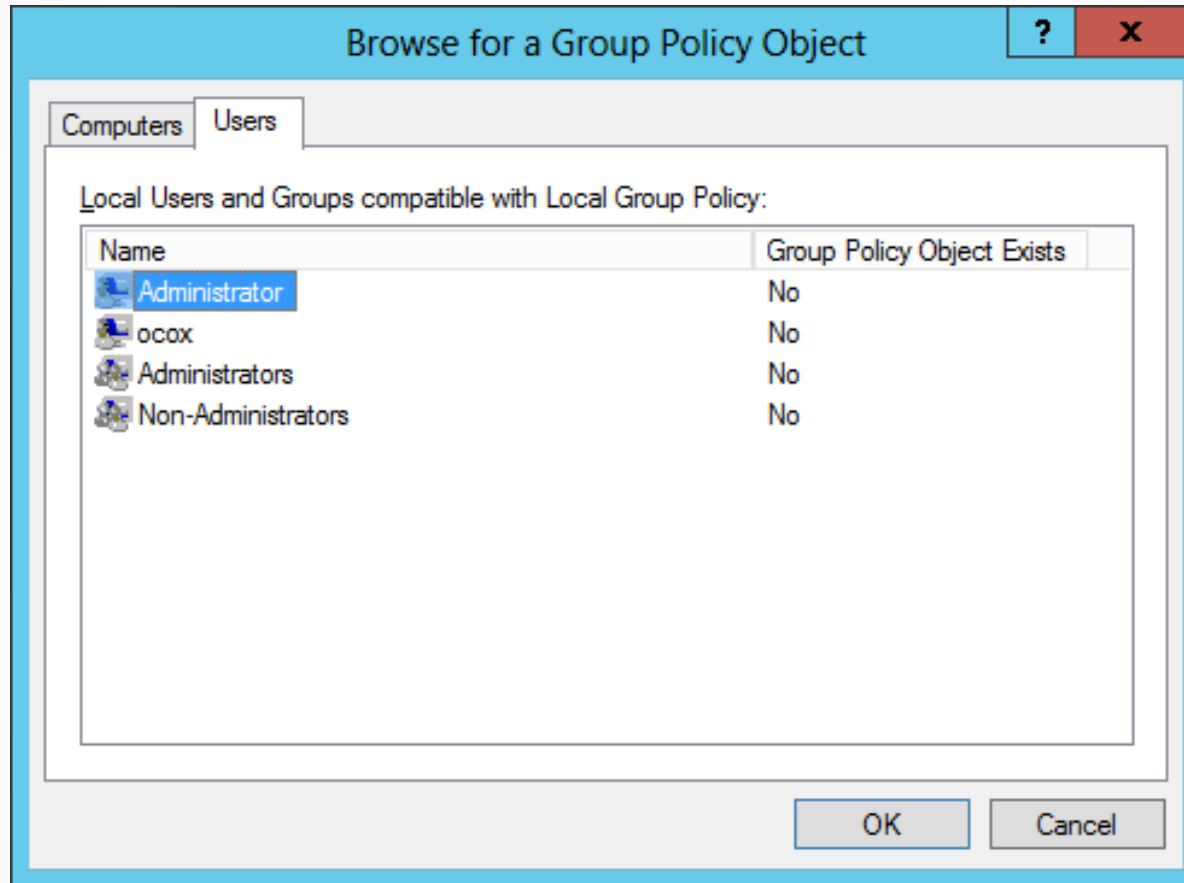 Browse for a Group Policy Object
? x
Computers Users
Local Users and Groups compatible with Local Group Policy:
Name Group Policy Object Exists
Administrator No
ocox No
Administrators No
Non-Administrators No
OK Cancel